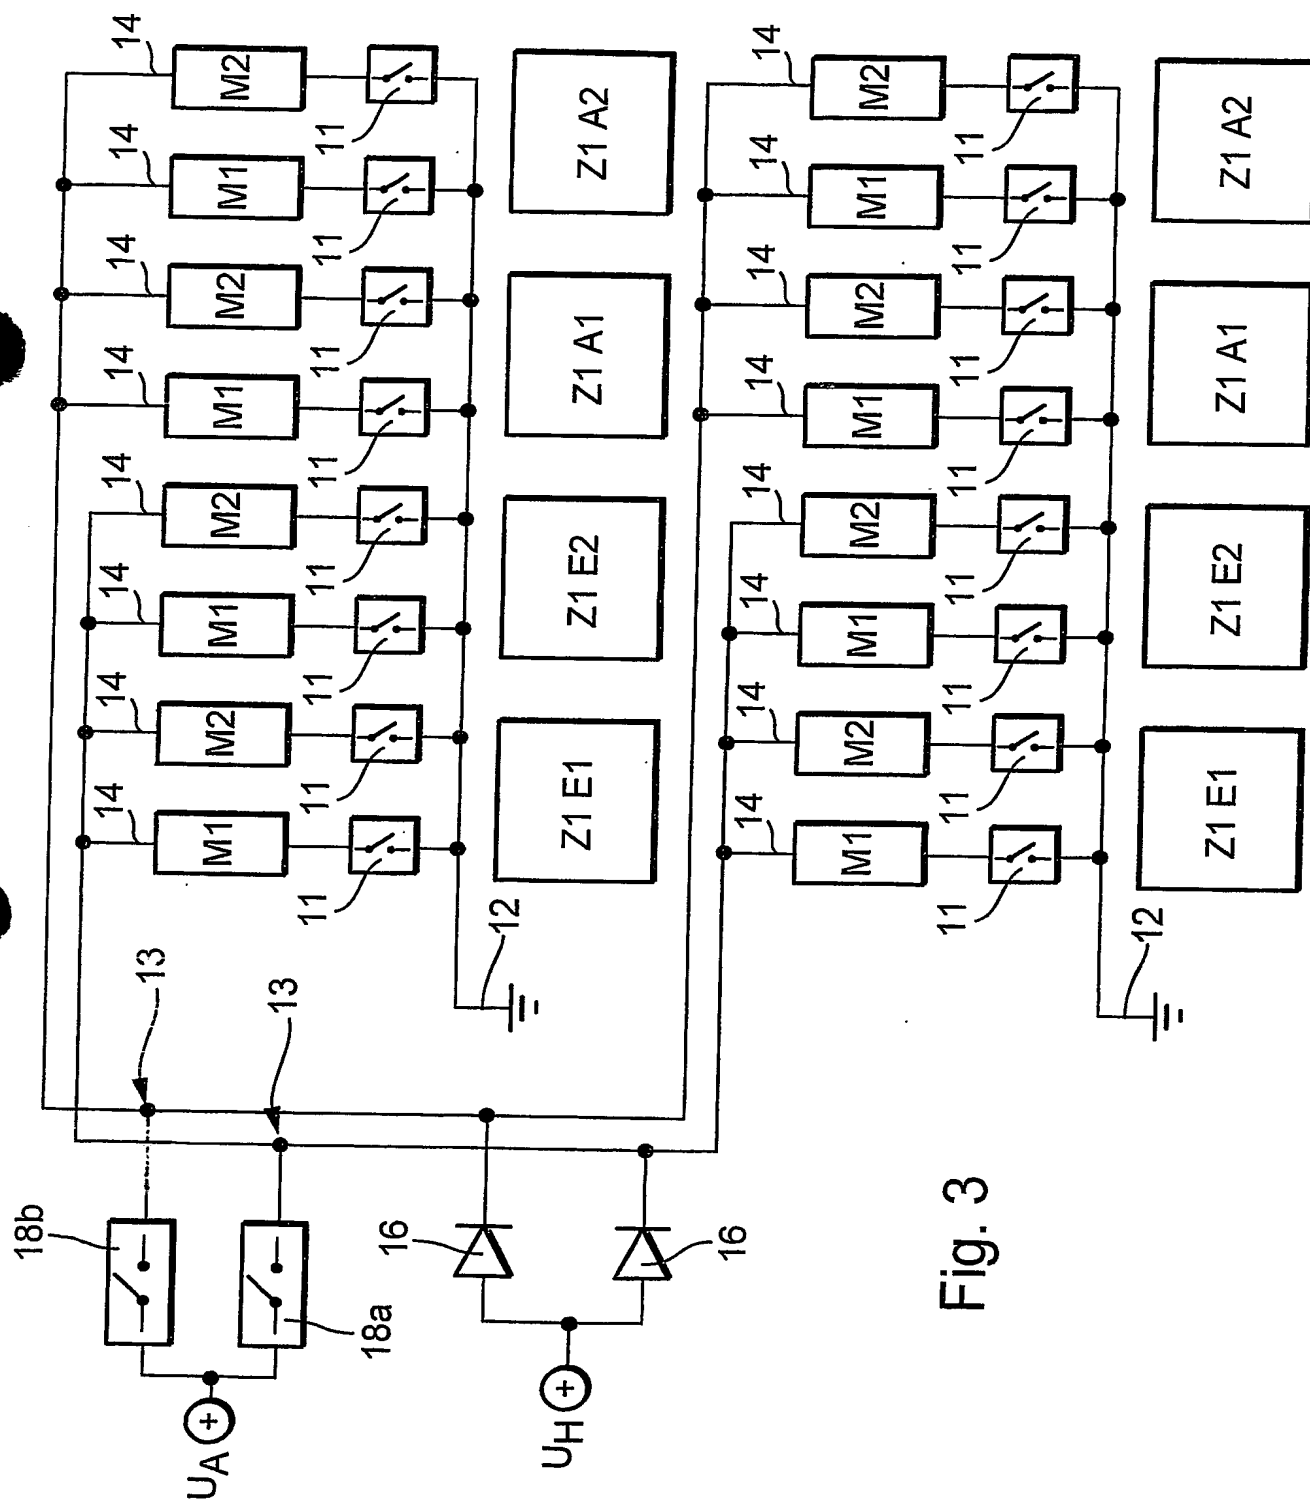 14 14 14 14 14 14 14 14
M1 M2 M1 M2 M1 M2 M1 M2
11 11 11 11 11 11 11 11
Z1 E1 Z1 E2 Z1 A1 Z1 A2
12
13
13
18b
18a
UA +
16
16
UH +
14 14 14 14 14 14 14 14
M1 M2 M1 M2 M1 M2 M1 M2
11 11 11 11 11 11 11 11
Z1 E1 Z1 E2 Z1 A1 Z1 A2
12
Fig. 3